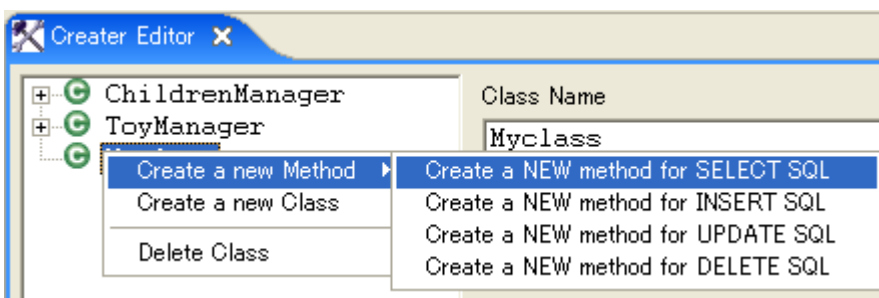 Creater Editor
ChildrenManager
Class Name
ToyManager
Myclass
Create a new Method
Create a NEW method for SELECT SQL
Create a new Class
Create a NEW method for INSERT SQL
Create a NEW method for UPDATE SQL
Delete Class
Create a NEW method for DELETE SQL